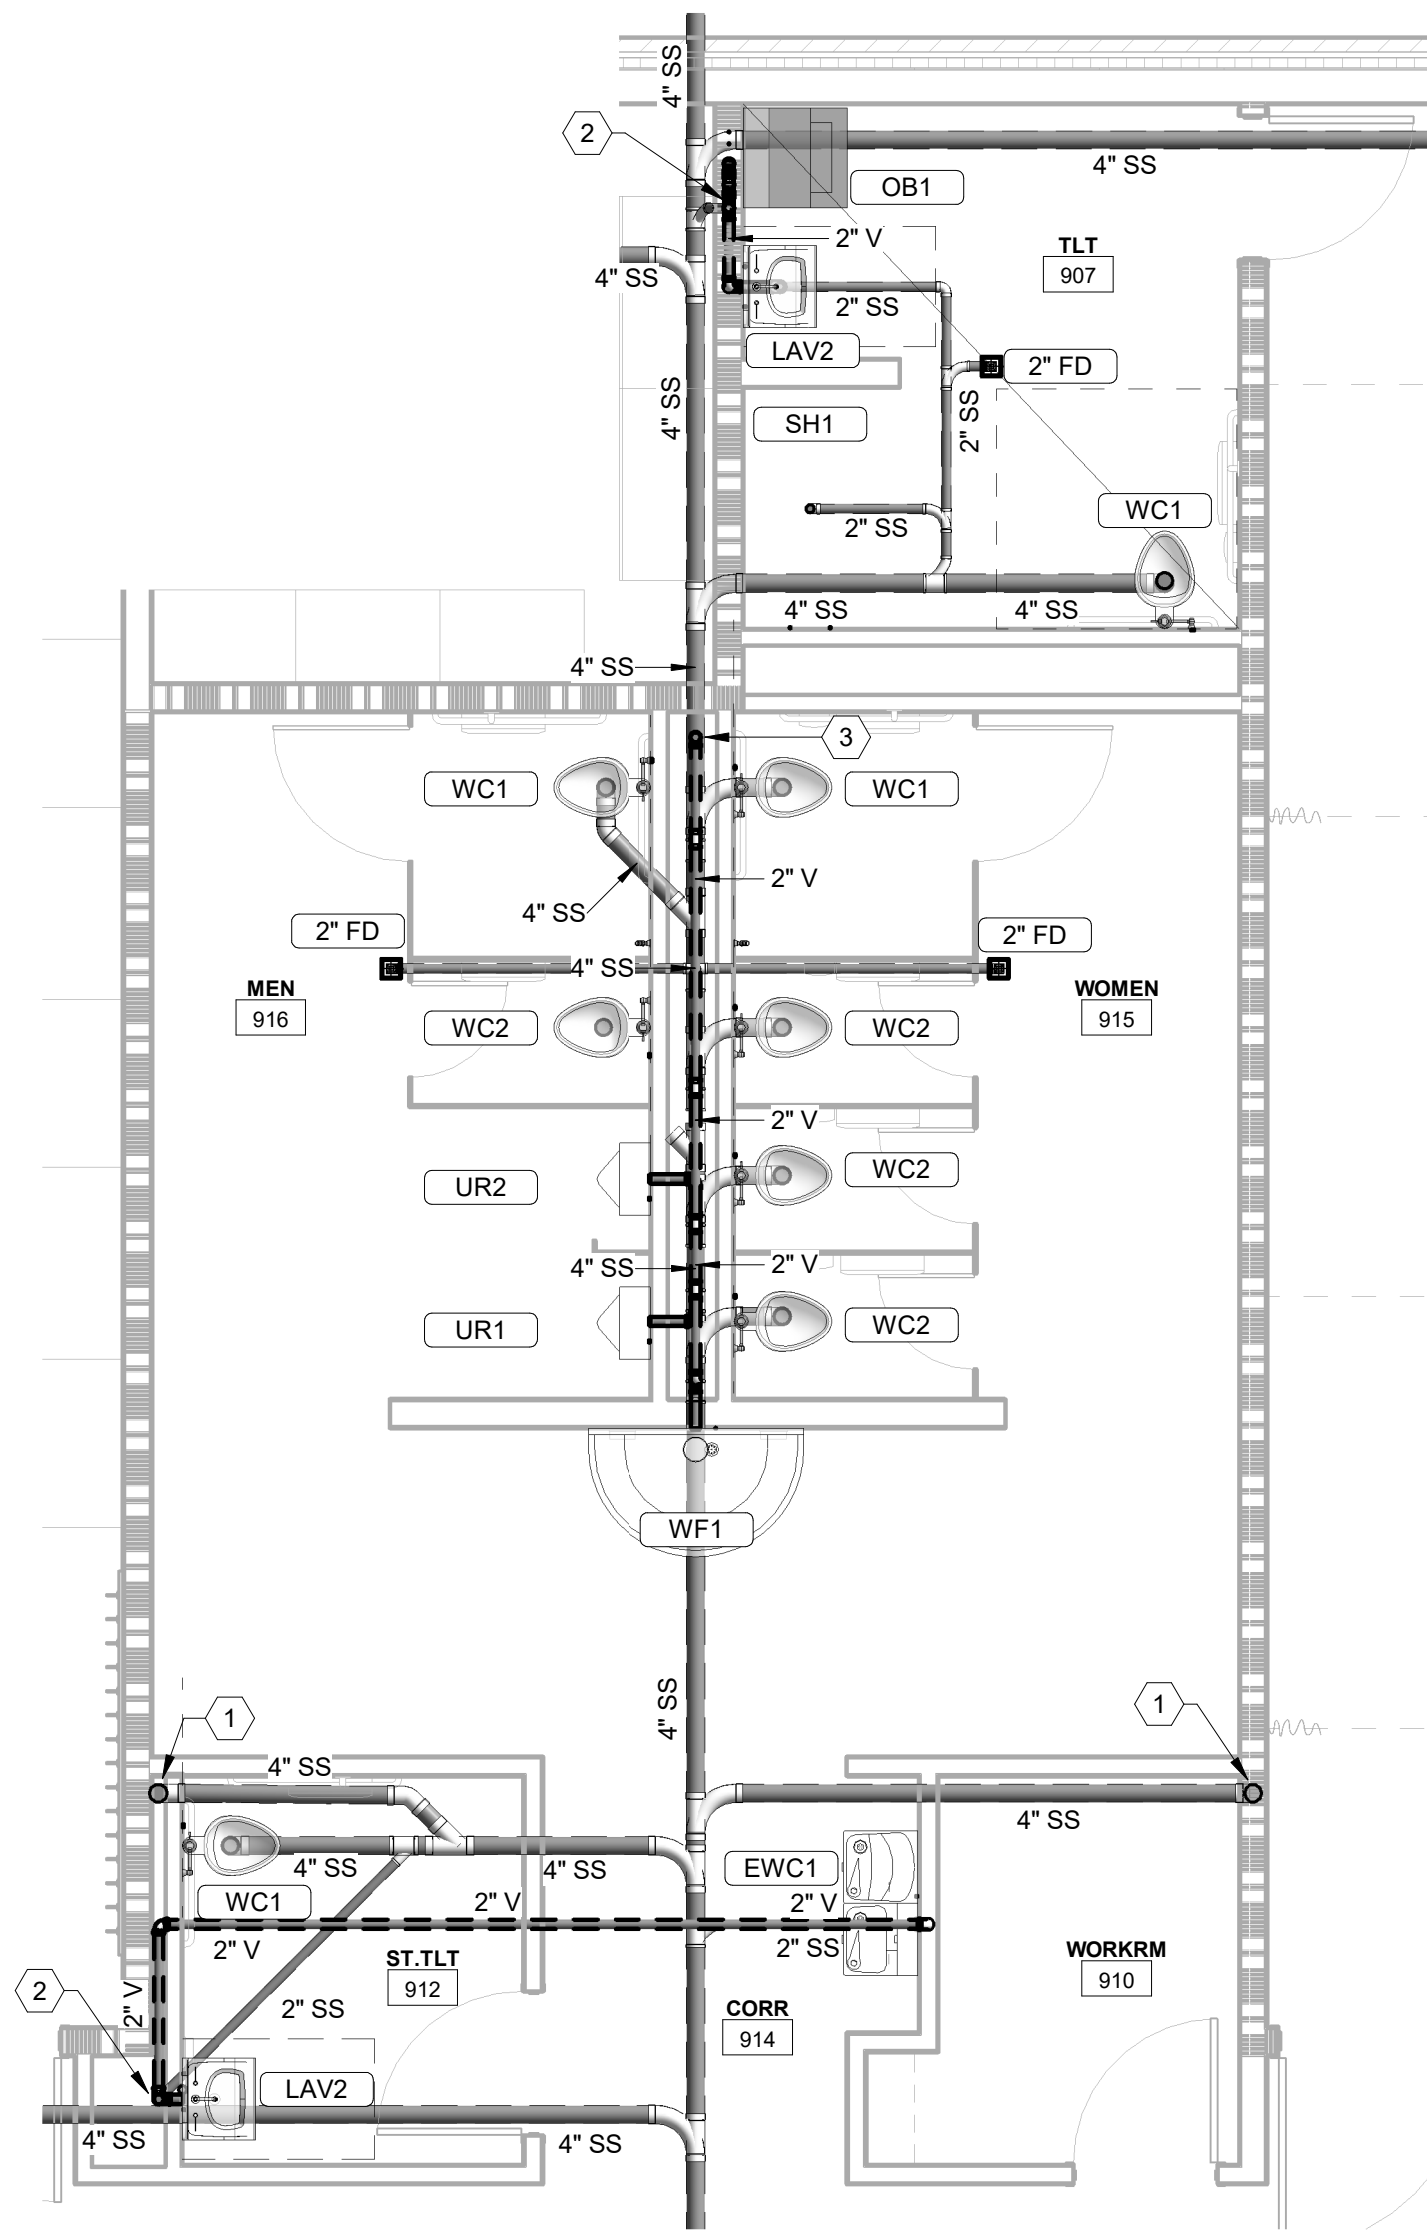 4" SS
2
4" SS
OB1
2" V
TLT
907
4" SS
2" SS
LAV2
2" FD
4" SS
SH1
2" SS
WC1
2" SS
4" SS
4" SS
4" SS
3
WC1
WC1
2" V
4" SS
2" FD
2" FD
4" SS
MEN
916
WOMEN
915
WC2
WC2
2" V
UR2
WC2
4" SS
2" V
UR1
WC2
WF1
4" SS
1
1
4" SS
4" SS
4" SS
4" SS
EWC1
WC1
2" V
2" V
2" V
2" SS
ST.TLT
912
WORKRM
910
2
2" V
2" SS
CORR
914
LAV2
4" SS
4" SS